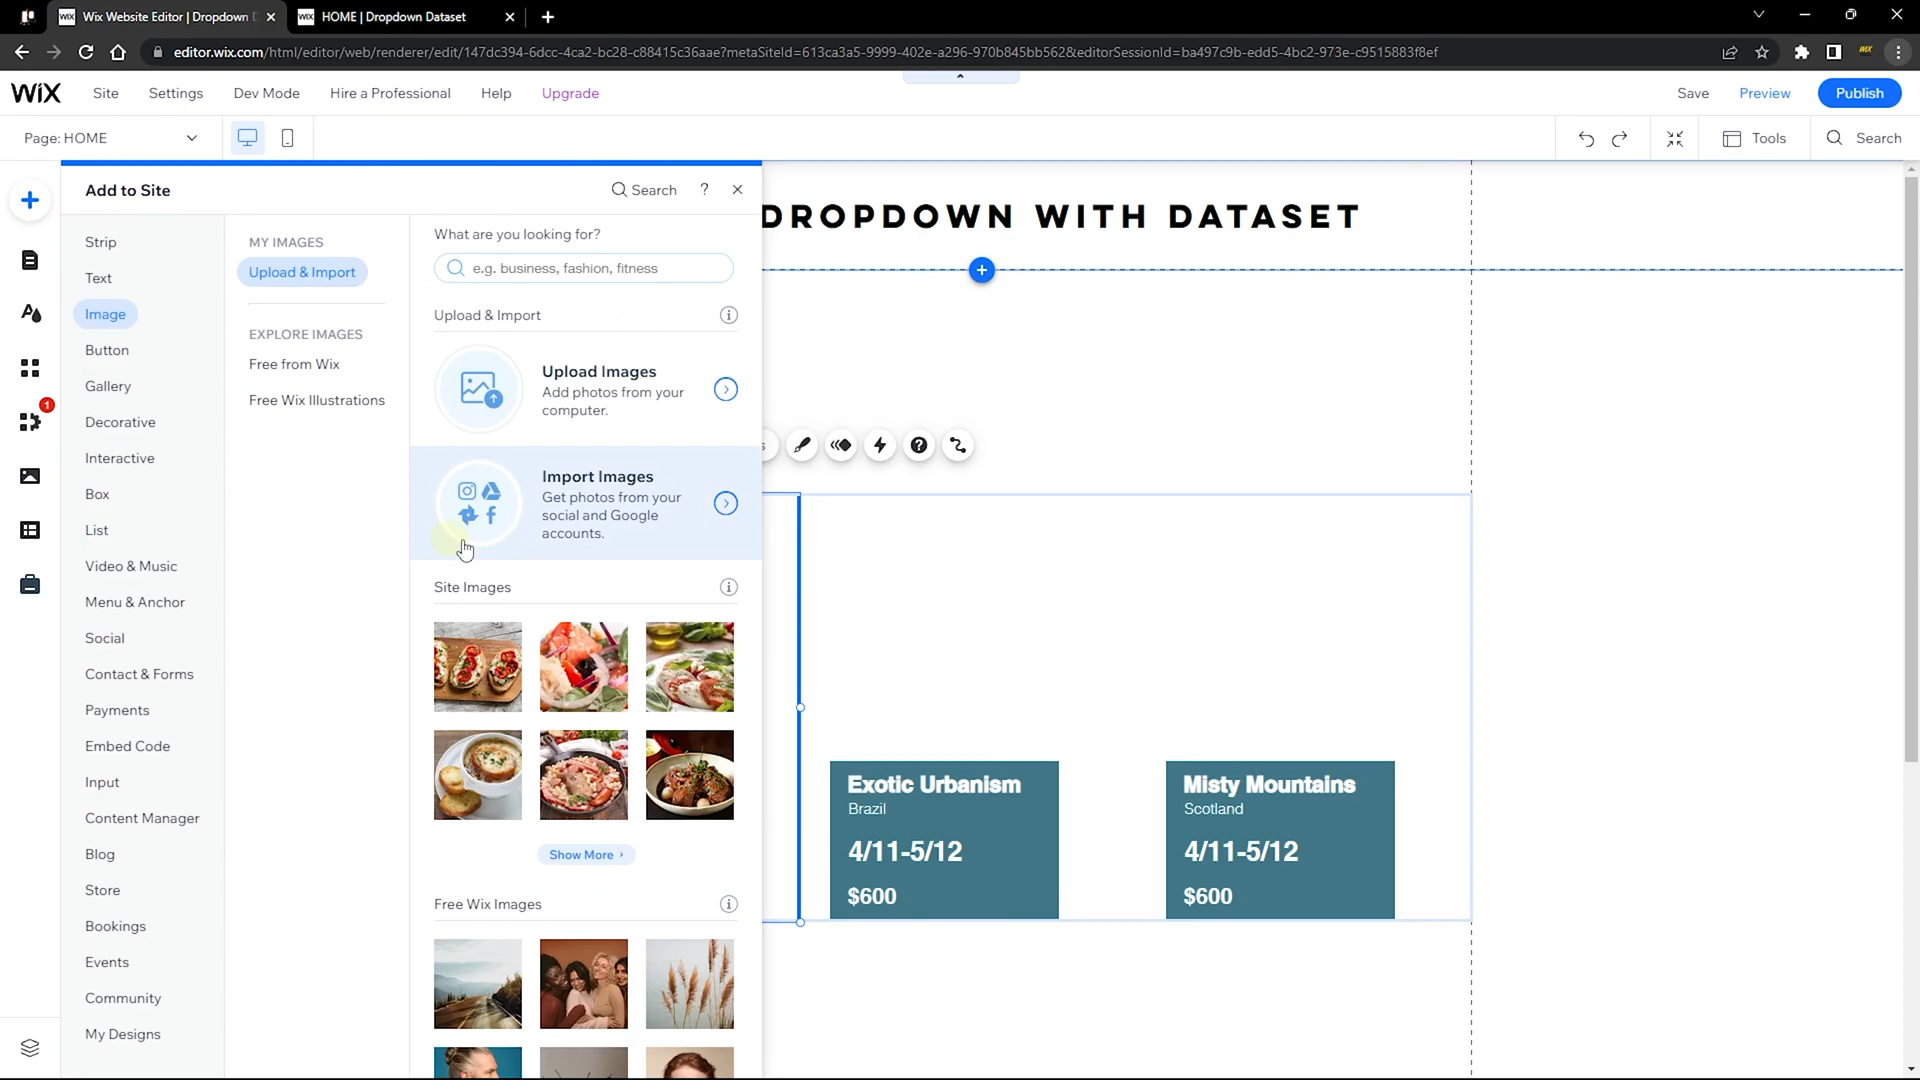 Wix Website Editor | Dropdown D
HOME | Dropdown Dataset
editor.wix.com/html/editor/web/renderer/edit/147dc394-6dcc-4ca2-bc28-c88415c36aae?metaSiteId=613ca3a5-9999-402e-a296-970b845bb562&editorSessionId=ba497c9b-edd5-4bc2-973e-c9515883f8ef
WiX
Site
Settings
Dev Mode
Hire a Professional
Help
Upgrade
Save
Preview
Publish
Page: HOME
Tools
Search
Add to Site
Search
?
Strip
Text
Image
Button
Gallery
Decorative
Interactive
Box
List
Video & Music
Menu & Anchor
Social
Contact & Forms
Payments
Embed Code
Input
Content Manager
Blog
Store
Bookings
Events
Community
My Designs
1
MY IMAGES
Upload & Import
EXPLORE IMAGES
Free from Wix
Free Wix Illustrations
What are you looking for?
e.g. business, fashion, fitness
Upload & Import
Upload Images
Add photos from your
computer.
Import Images
Get photos from your
social and Google
accounts.
Site Images
Show More ›
Free Wix Images
DROPDOWN WITH DATASET
Exotic Urbanism
Brazil
4/11-5/12
$600
Misty Mountains
Scotland
4/11-5/12
$600